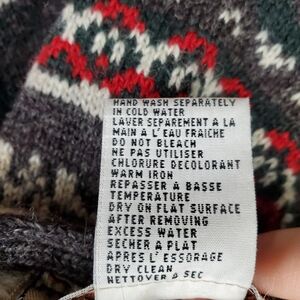 HAND WASH SEPARATELY
IN COLD WATER
LAVER SEPAREMENT A LA
MAIN A L'EAU FRAICHE
DO NOT BLEACH
NE PAS UTILISER
CHLORURE DECOLORANT
WARM IRON
REPASSER A BASSE
TEMPERATURE
DRY ON FLAT SURFACE
AFTER REMOVING
EXCESS WATER
SECHER A PLAT
APRES L'ESSORAGE
DRY CLEAN
NETTOYER A SEC